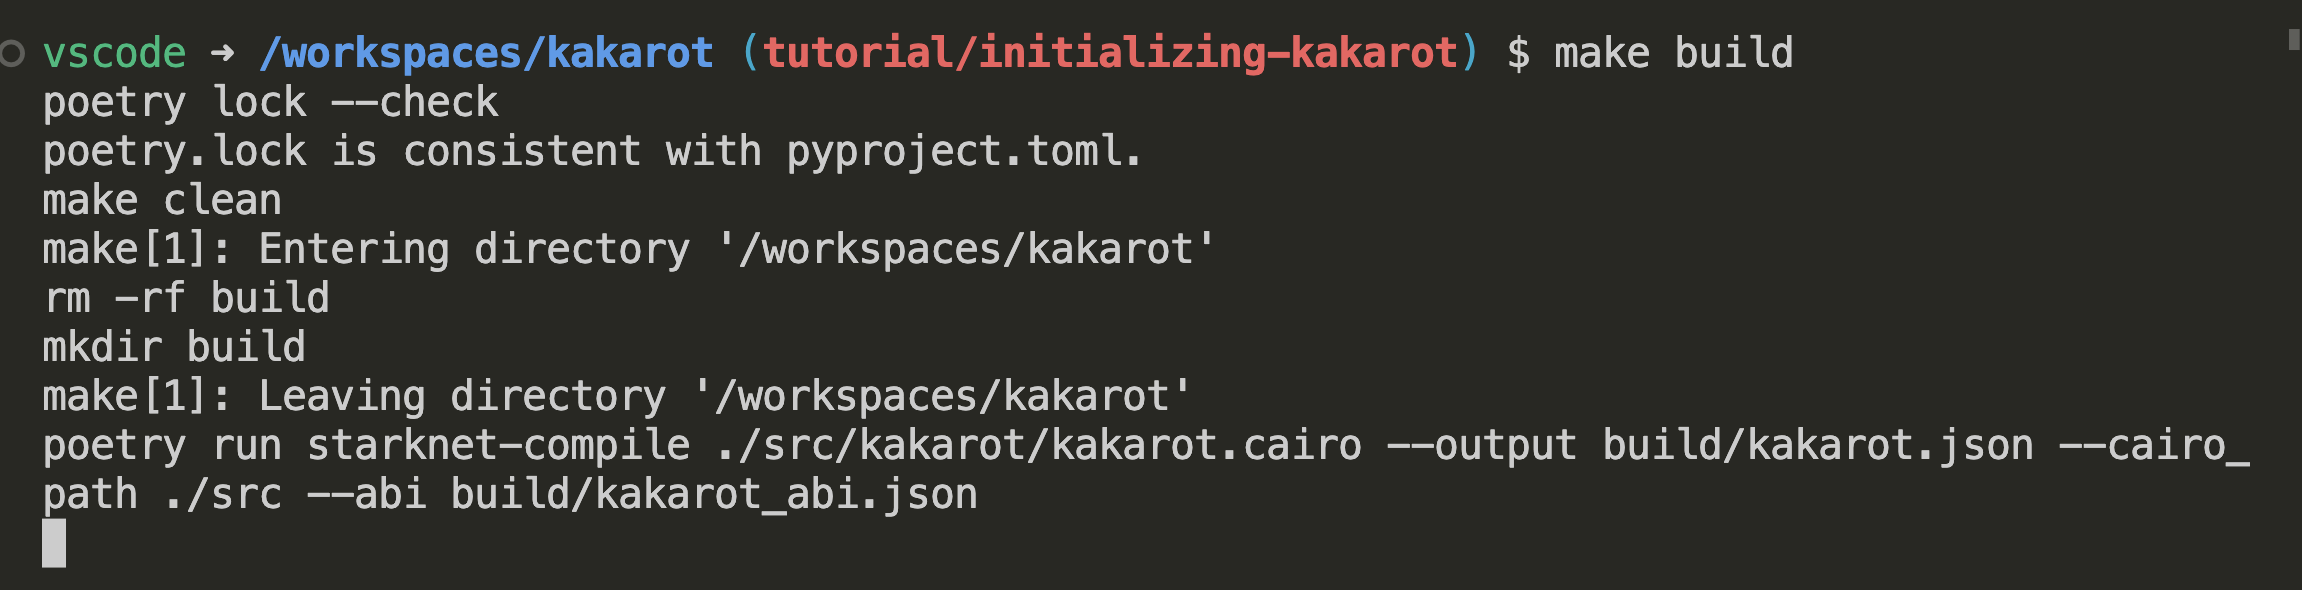 vscode ➜ /workspaces/kakarot (tutorial/initializing-kakarot) $ make build
poetry lock --check
poetry.lock is consistent with pyproject.toml.
make clean
make[1]: Entering directory '/workspaces/kakarot'
rm -rf build
mkdir build
make[1]: Leaving directory '/workspaces/kakarot'
poetry run starknet-compile ./src/kakarot/kakarot.cairo --output build/kakarot.json --cairo_
path ./src --abi build/kakarot_abi.json